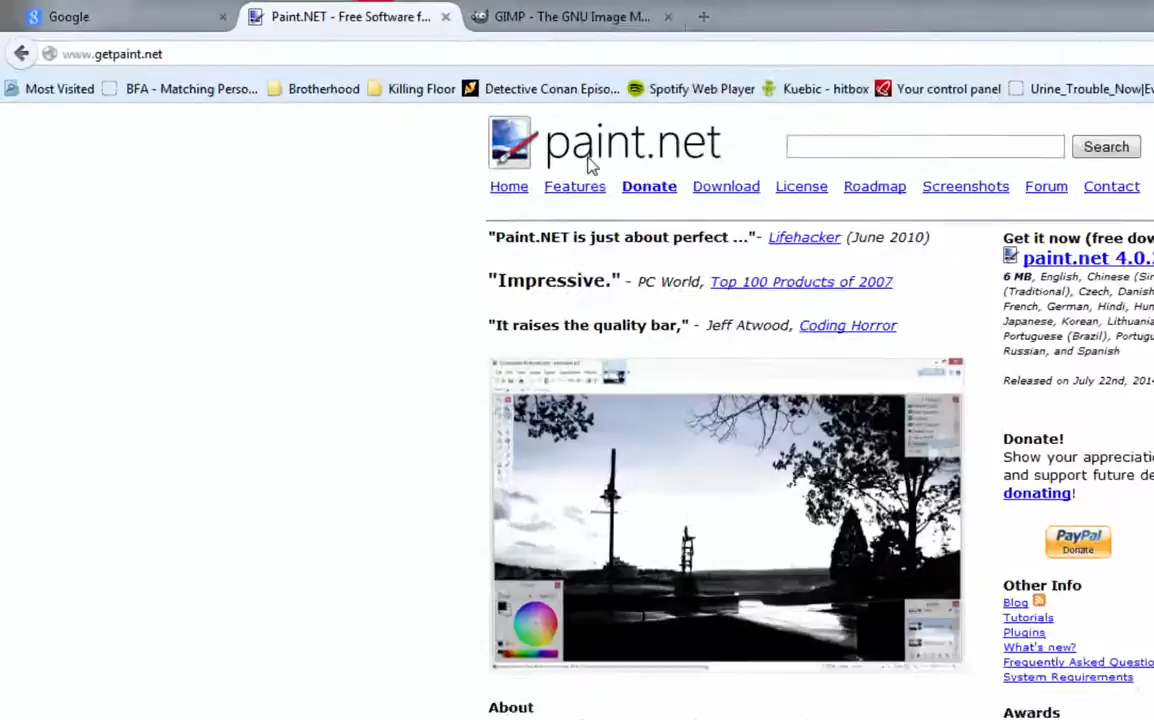 Google
Paint.NET - Free Software f...
GIMP - The GNU Image M...
www.getpaint.net
Most Visited
BFA - Matching Perso...
Brotherhood
Killing Floor
Detective Conan Episo...
Spotify Web Player
Kuebic - hitbox
Your control panel
Urine_Trouble_Now|Ev
paint.net
Search
Home Features Donate Download License Roadmap Screenshots Forum Contact
"Paint.NET is just about perfect ..."- Lifehacker (June 2010)
"Impressive." - PC World, Top 100 Products of 2007
"It raises the quality bar," - Jeff Atwood, Coding Horror
Get it now (free dow
paint.net 4.0.
6 MB, English, Chinese (Sim
(Traditional), Czech, Danish
French, German, Hindi, Hun
Japanese, Korean, Lithuania
Portuguese (Brazil), Portug
Russian, and Spanish
Released on July 22nd, 2014
Donate!
Show your appreciatio
and support future de
donating!
PayPal
Donate
Other Info
Blog
Tutorials
Plugins
What's new?
Frequently Asked Questio
System Requirements
Awards
About